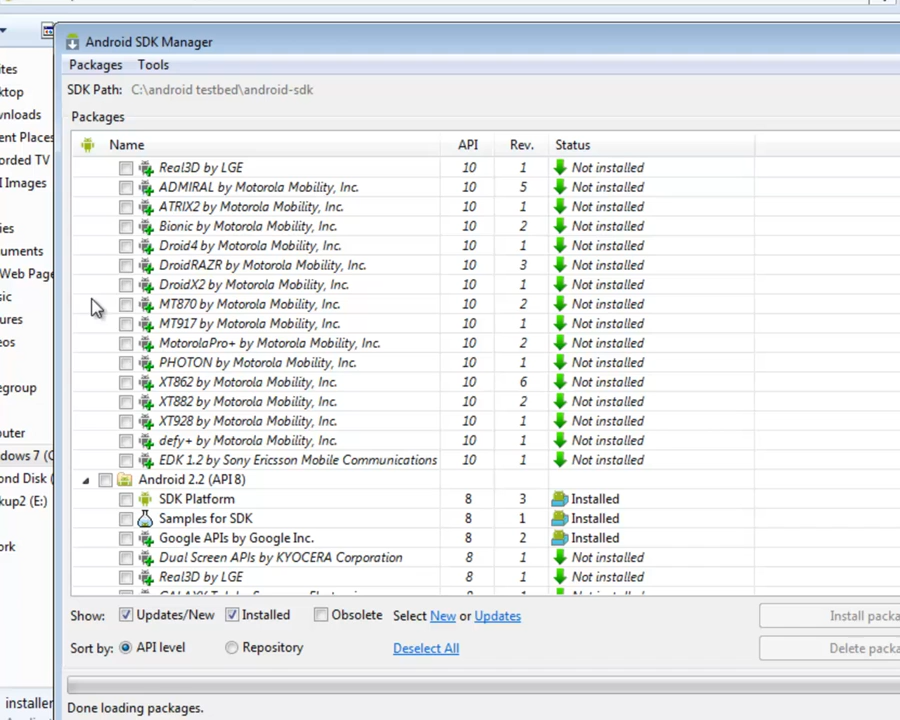 Android SDK Manager
Packages Tools
SDK Path: C:\android testbed\android-sdk
Packages
Name API Rev. Status
Real3D by LGE 10 1 Not installed
ADMIRAL by Motorola Mobility, Inc. 10 5 Not installed
ATRIX2 by Motorola Mobility, Inc. 10 1 Not installed
Bionic by Motorola Mobility, Inc. 10 2 Not installed
Droid4 by Motorola Mobility, Inc. 10 1 Not installed
DroidRAZR by Motorola Mobility, Inc. 10 3 Not installed
DroidX2 by Motorola Mobility, Inc. 10 1 Not installed
MT870 by Motorola Mobility, Inc. 10 2 Not installed
MT917 by Motorola Mobility, Inc. 10 1 Not installed
MotorolaPro+ by Motorola Mobility, Inc. 10 2 Not installed
PHOTON by Motorola Mobility, Inc. 10 1 Not installed
XT862 by Motorola Mobility, Inc. 10 6 Not installed
XT882 by Motorola Mobility, Inc. 10 2 Not installed
XT928 by Motorola Mobility, Inc. 10 1 Not installed
defy+ by Motorola Mobility, Inc. 10 1 Not installed
EDK 1.2 by Sony Ericsson Mobile Communications 10 1 Not installed
Android 2.2 (API 8)
SDK Platform 8 3 Installed
Samples for SDK 8 1 Installed
Google APIs by Google Inc. 8 2 Installed
Dual Screen APIs by KYOCERA Corporation 8 1 Not installed
Real3D by LGE 8 1 Not installed
Show: Updates/New Installed Obsolete Select New or Updates
Install packa
Sort by: API level Repository Deselect All
Delete packa
Done loading packages.
ites
ktop
wnloads
ent Places
orded TV
I Images
ies
uments
Web Page
sic
ures
eos
egroup
outer
dows 7 (C
ond Disk (
kup2 (E:)
ork
installer